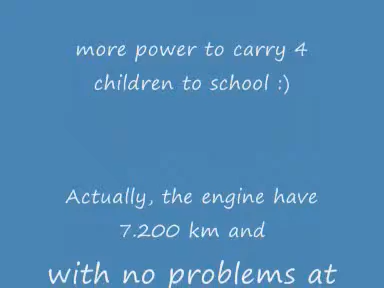 more power to carry 4
children to school :)
Actually, the engine have
7.200 km and
with no problems at